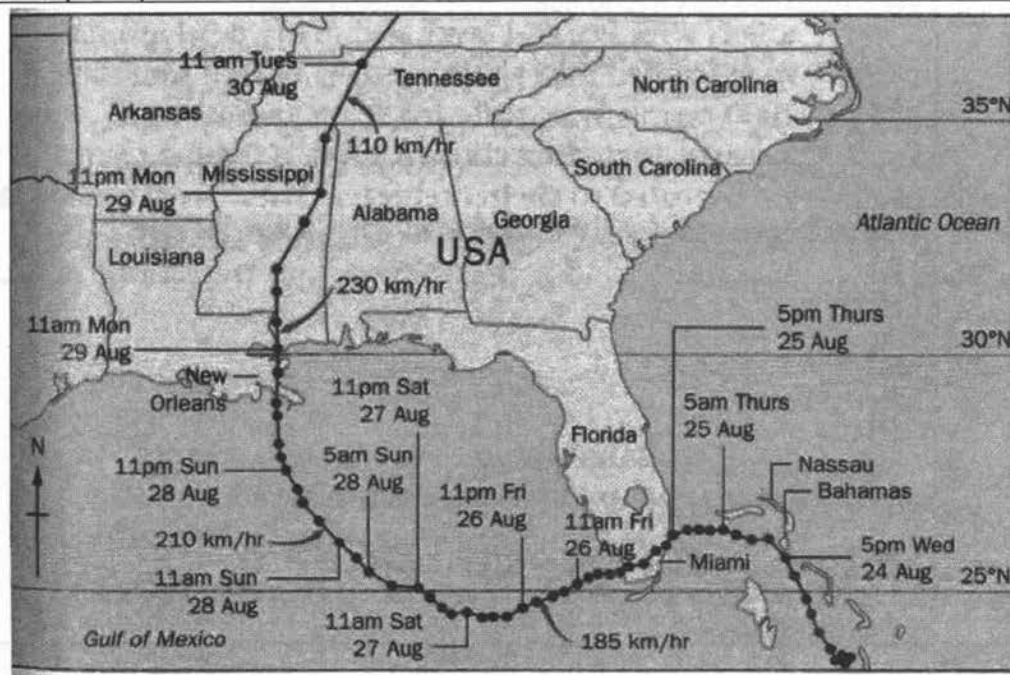 11 am Tues
30 Aug
Tennessee
North Carolina
Arkansas
35°N
110 km/hr
11pm Mon
29 Aug
Mississippi
South Carolina
Alabama
Georgia
Atlantic Ocean
Louisiana
USA
230 km/hr
11am Mon
29 Aug
5pm Thurs
25 Aug
30°N
New
Orleans
11pm Sat
27 Aug
5am Thurs
25 Aug
N
Florida
11pm Sun
28 Aug
5am Sun
28 Aug
Nassau
Bahamas
11pm Fri
26 Aug
11am Fri
26 Aug
210 km/hr
Miami
5pm Wed
24 Aug
11am Sun
28 Aug
25°N
Gulf of Mexico
11am Sat
27 Aug
185 km/hr